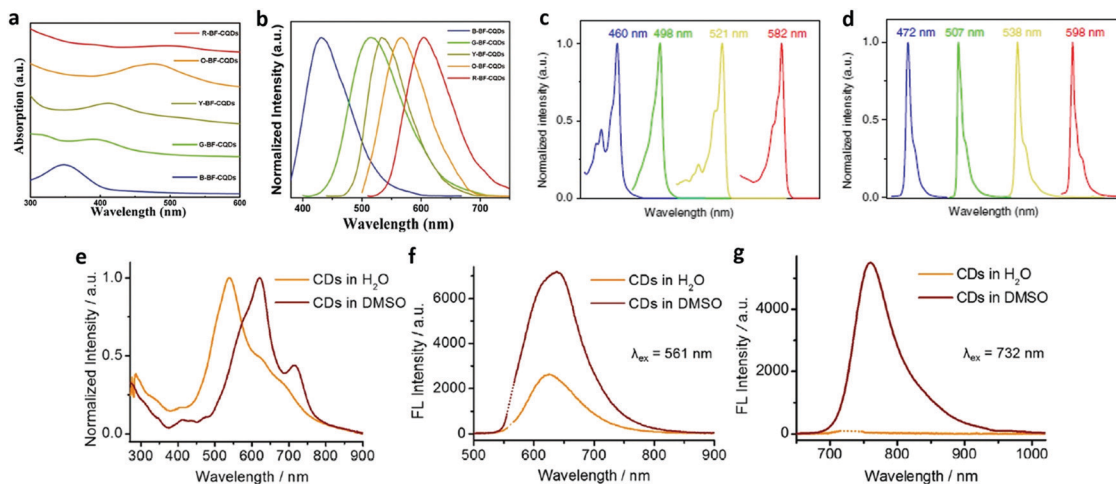 a
R-BF-CQDs
O-BF-CQDs
Y-BF-CQDs
G-BF-CQDs
B-BF-CQDs
Absorption (a.u.)
300 400 500 600
Wavelength (nm)
b
B-BF-CQDs
G-BF-CQDs
Y-BF-CQDs
O-BF-CQDs
R-BF-CQDs
Normalized Intensity (a.u.)
400 500 600 700
Wavelength (nm)
c
460 nm 498 nm 521 nm 582 nm
1.0
0.5
0.0
Normalized intensity (a.u.)
Wavelength (nm)
d
472 nm 507 nm 538 nm 598 nm
1.0
0.5
0.0
Normalized intensity (a.u.)
Wavelength (nm)
e
CDs in H₂O
CDs in DMSO
1.0
0.5
0.0
Normalized Intensity / a.u.
300 400 500 600 700 800 900
Wavelength / nm
f
CDs in H₂O
CDs in DMSO
λex = 561 nm
6000
4000
2000
0
FL Intensity / a.u.
500 600 700 800 900
Wavelength / nm
g
CDs in H₂O
CDs in DMSO
λex = 732 nm
4000
2000
0
FL Intensity / a.u.
700 800 900 1000
Wavelength / nm